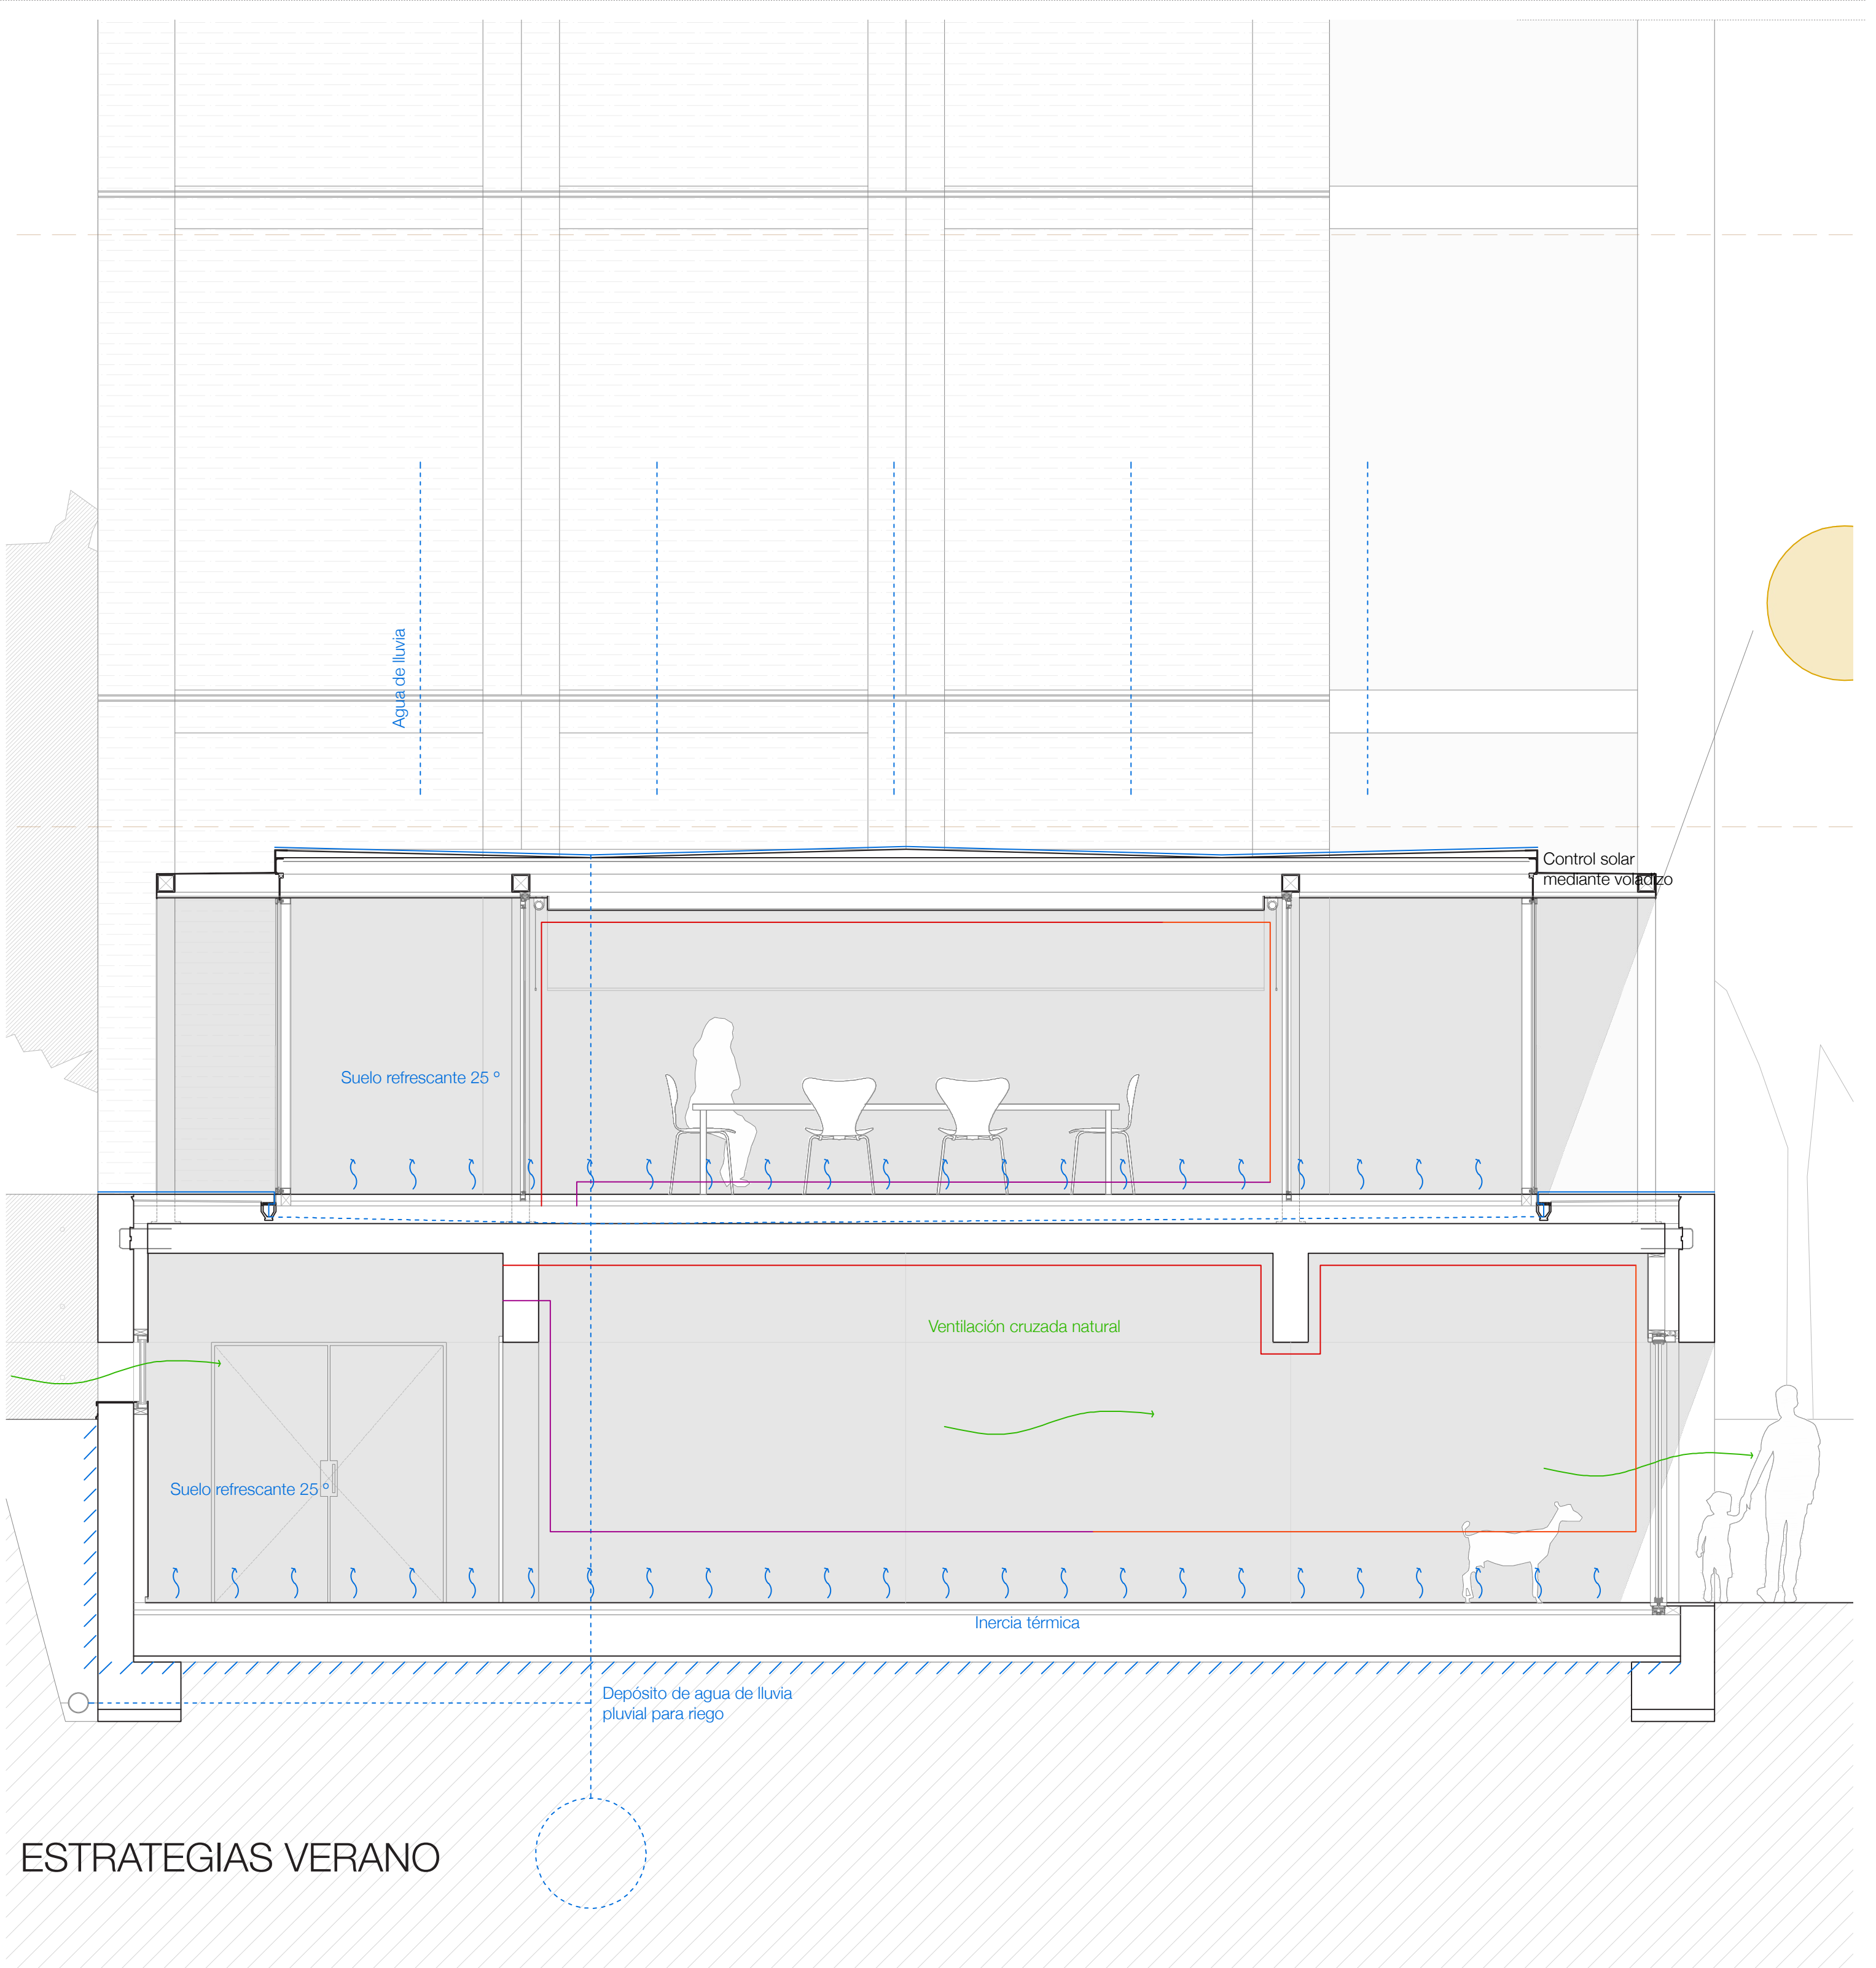 Agua de lluvia
Control solar
mediante voladizo
Suelo refrescante 25 º
Ventilación cruzada natural
Suelo refrescante 25 º
Inercia térmica
Depósito de agua de lluvia
pluvial para riego
ESTRATEGIAS VERANO